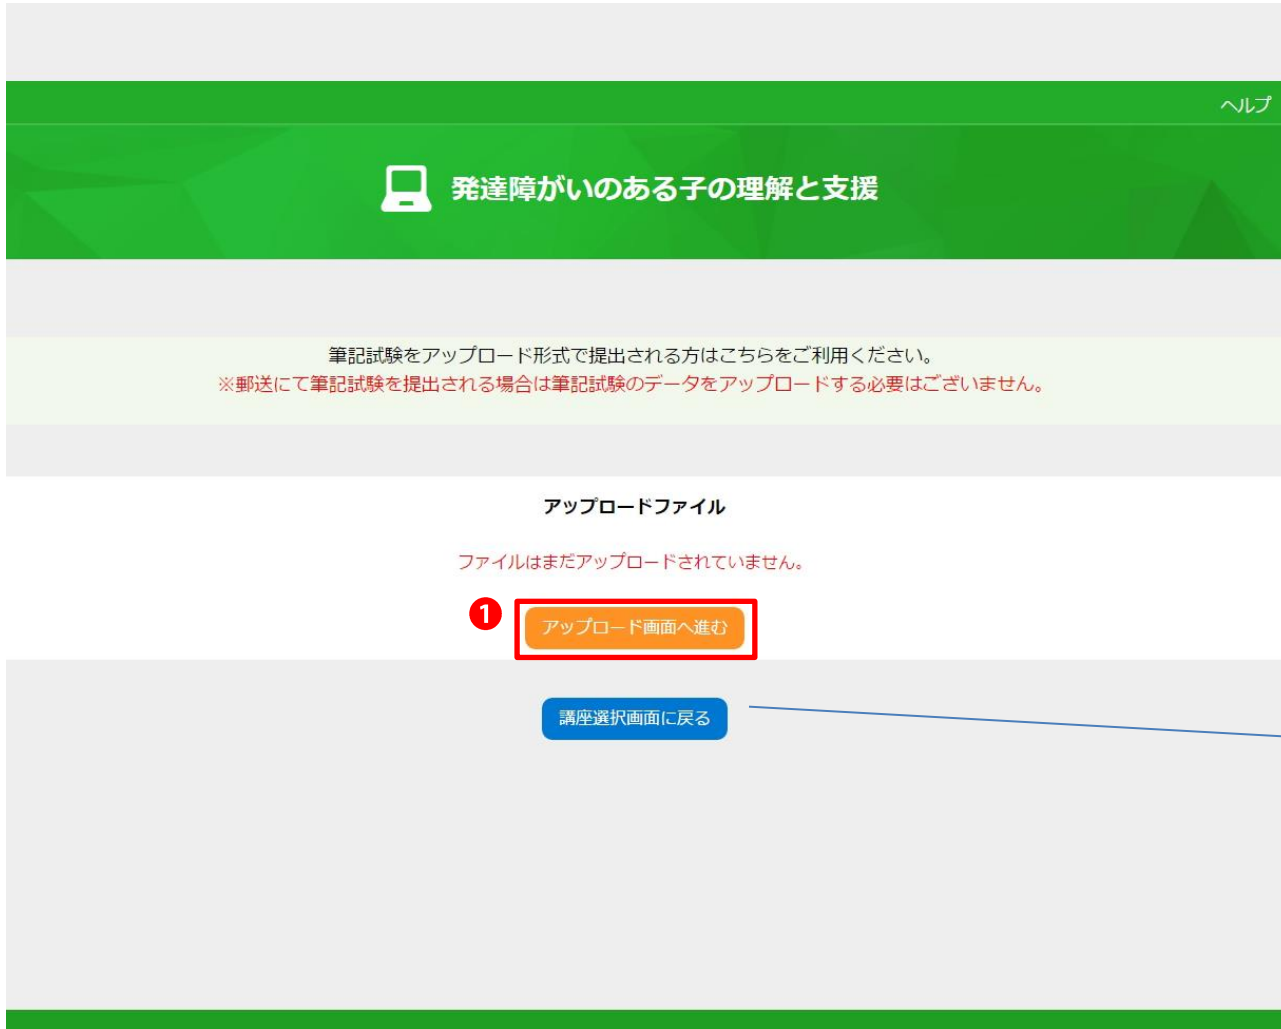 ヘルプ
発達障がいのある子の理解と支援
筆記試験をアップロード形式で提出される方はこちらをご利用ください。
※郵送にて筆記試験を提出される場合は筆記試験のデータをアップロードする必要はございません。
アップロードファイル
ファイルはまだアップロードされていません。
1
アップロード画面へ進む
講座選択画面に戻る